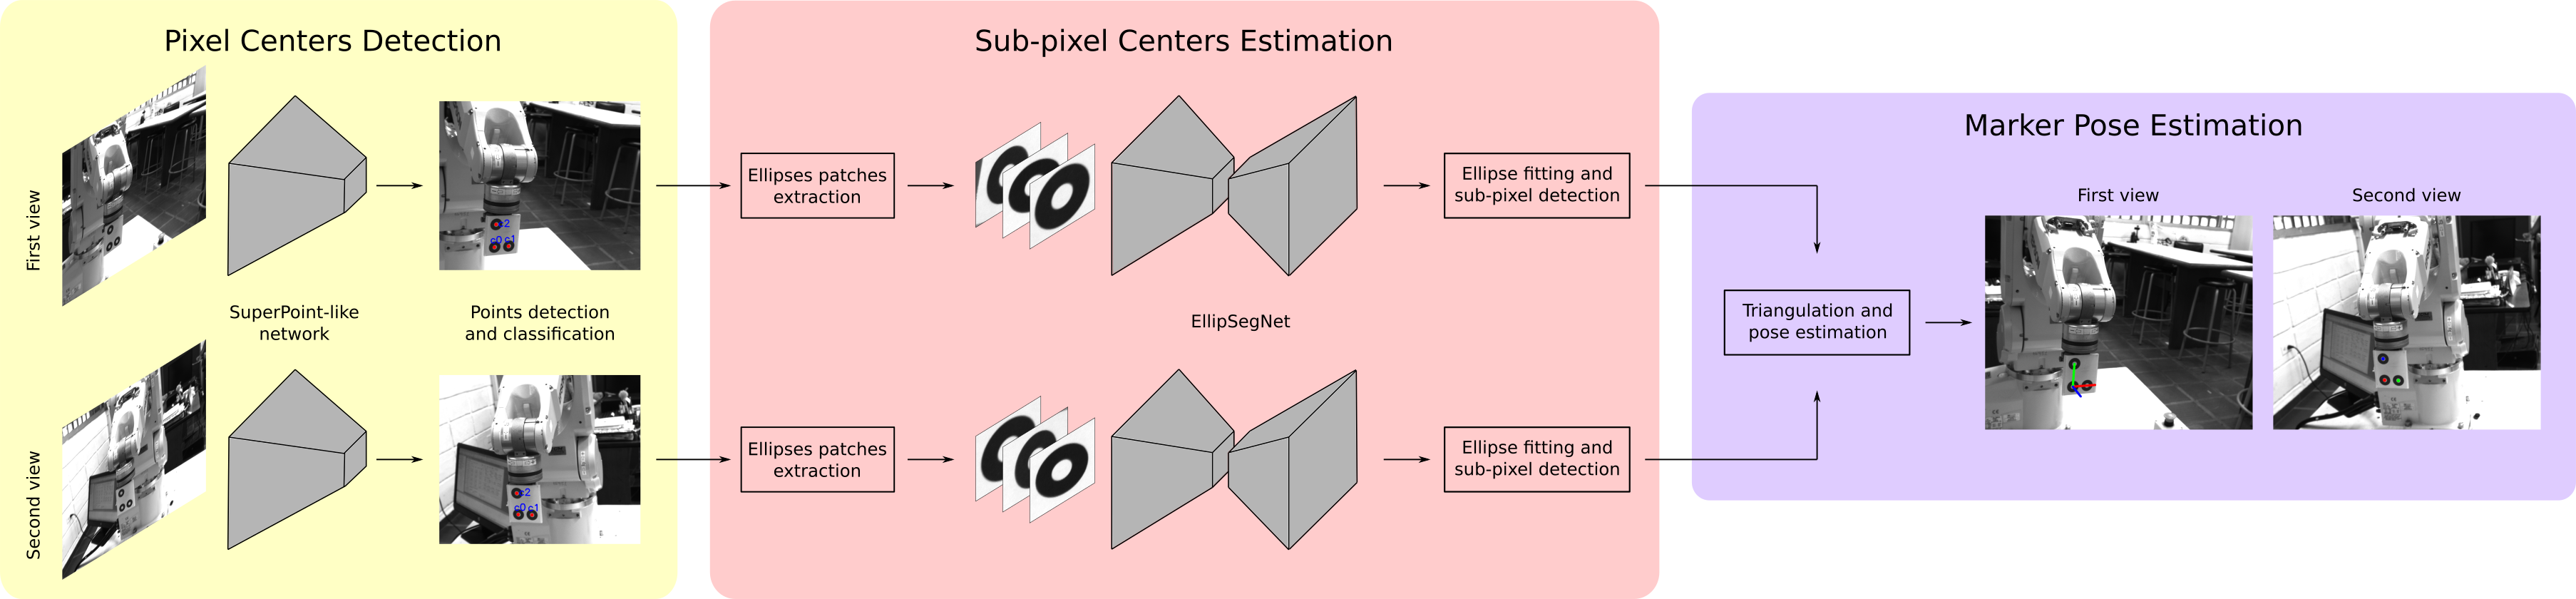 Pixel Centers Detection
First view
c2
c0 c1
SuperPoint-like
network
Points detection
and classification
Second view
c2
c0 c1
Sub-pixel Centers Estimation
Ellipses patches
extraction
Ellipse fitting and
sub-pixel detection
EllipSegNet
Ellipses patches
extraction
Ellipse fitting and
sub-pixel detection
Marker Pose Estimation
First view
Second view
Triangulation and
pose estimation